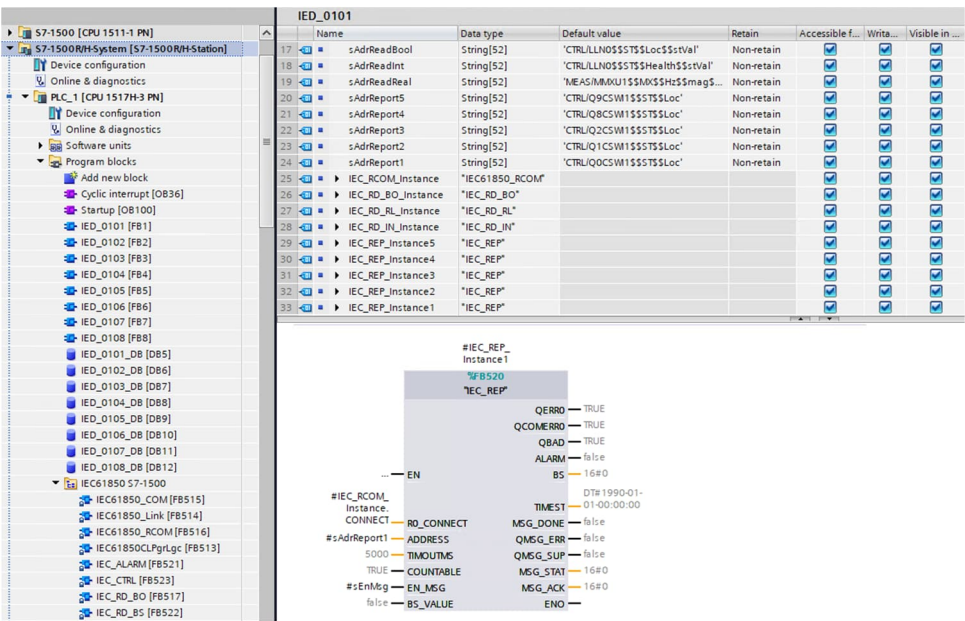 S7-1500 [CPU 1511-1 PN]
S7-1500R/H-System [S7-1500R/H-Station]
Device configuration
Online & diagnostics
PLC_1 [CPU 1517H-3 PN]
Device configuration
Online & diagnostics
Software units
Program blocks
Add new block
Cyclic interrupt [OB36]
Startup [OB100]
IED_0101 [FB1]
IED_0102 [FB2]
IED_0103 [FB3]
IED_0104 [FB4]
IED_0105 [FB5]
IED_0106 [FB6]
IED_0107 [FB7]
IED_0108 [FB8]
IED_0101_DB [DB5]
IED_0102_DB [DB6]
IED_0103_DB [DB7]
IED_0104_DB [DB8]
IED_0105_DB [DB9]
IED_0106_DB [DB10]
IED_0107_DB [DB11]
IED_0108_DB [DB12]
IEC61850 S7-1500
IEC61850_COM [FB515]
IEC61850_Link [FB514]
IEC61850_RCOM [FB516]
IEC61850CLPgrLgc [FB513]
IEC_ALARM [FB521]
IEC_CTRL [FB523]
IEC_RD_BO [FB517]
IEC_RD_BS [FB522]
IED_0101
Name Data type Default value Retain Accessible f... Writa... Visible in ...
17 sAdrReadBool String[52] 'CTRL/LLN0$$ST$$Loc$$stVal' Non-retain
18 sAdrReadInt String[52] 'CTRL/LLN0$$ST$$Health$$stVal' Non-retain
19 sAdrReadReal String[52] 'MEAS/MMXU1$$MX$$Hz$$mag$... Non-retain
20 sAdrReport5 String[52] 'CTRL/Q9CSWI1$$ST$$Loc' Non-retain
21 sAdrReport4 String[52] 'CTRL/Q8CSWI1$$ST$$Loc' Non-retain
22 sAdrReport3 String[52] 'CTRL/Q2CSWI1$$ST$$Loc' Non-retain
23 sAdrReport2 String[52] 'CTRL/Q1CSWI1$$ST$$Loc' Non-retain
24 sAdrReport1 String[52] 'CTRL/Q0CSWI1$$ST$$Loc' Non-retain
25 IEC_RCOM_Instance "IEC61850_RCOM"
26 IEC_RD_BO_Instance "IEC_RD_BO"
27 IEC_RD_RL_Instance "IEC_RD_RL"
28 IEC_RD_IN_Instance "IEC_RD_IN"
29 IEC_REP_Instance5 "IEC_REP"
30 IEC_REP_Instance4 "IEC_REP"
31 IEC_REP_Instance3 "IEC_REP"
32 IEC_REP_Instance2 "IEC_REP"
33 IEC_REP_Instance1 "IEC_REP"
#IEC_REP_
Instance1
%FB520
"IEC_REP"
QERR0 TRUE
QCOMERR0 TRUE
QBAD TRUE
ALARM false
... EN BS 16#0
#IEC_RCOM_
Instance.
CONNECT R0_CONNECT
DT#1990-01-
TIMEST 01-00:00:00
MSG_DONE false
#sAdrReport1 ADDRESS QMSG_ERR false
5000 TIMOUTMS QMSG_SUP false
TRUE COUNTABLE MSG_STAT 16#0
#sEnMsg EN_MSG MSG_ACK 16#0
false BS_VALUE ENO